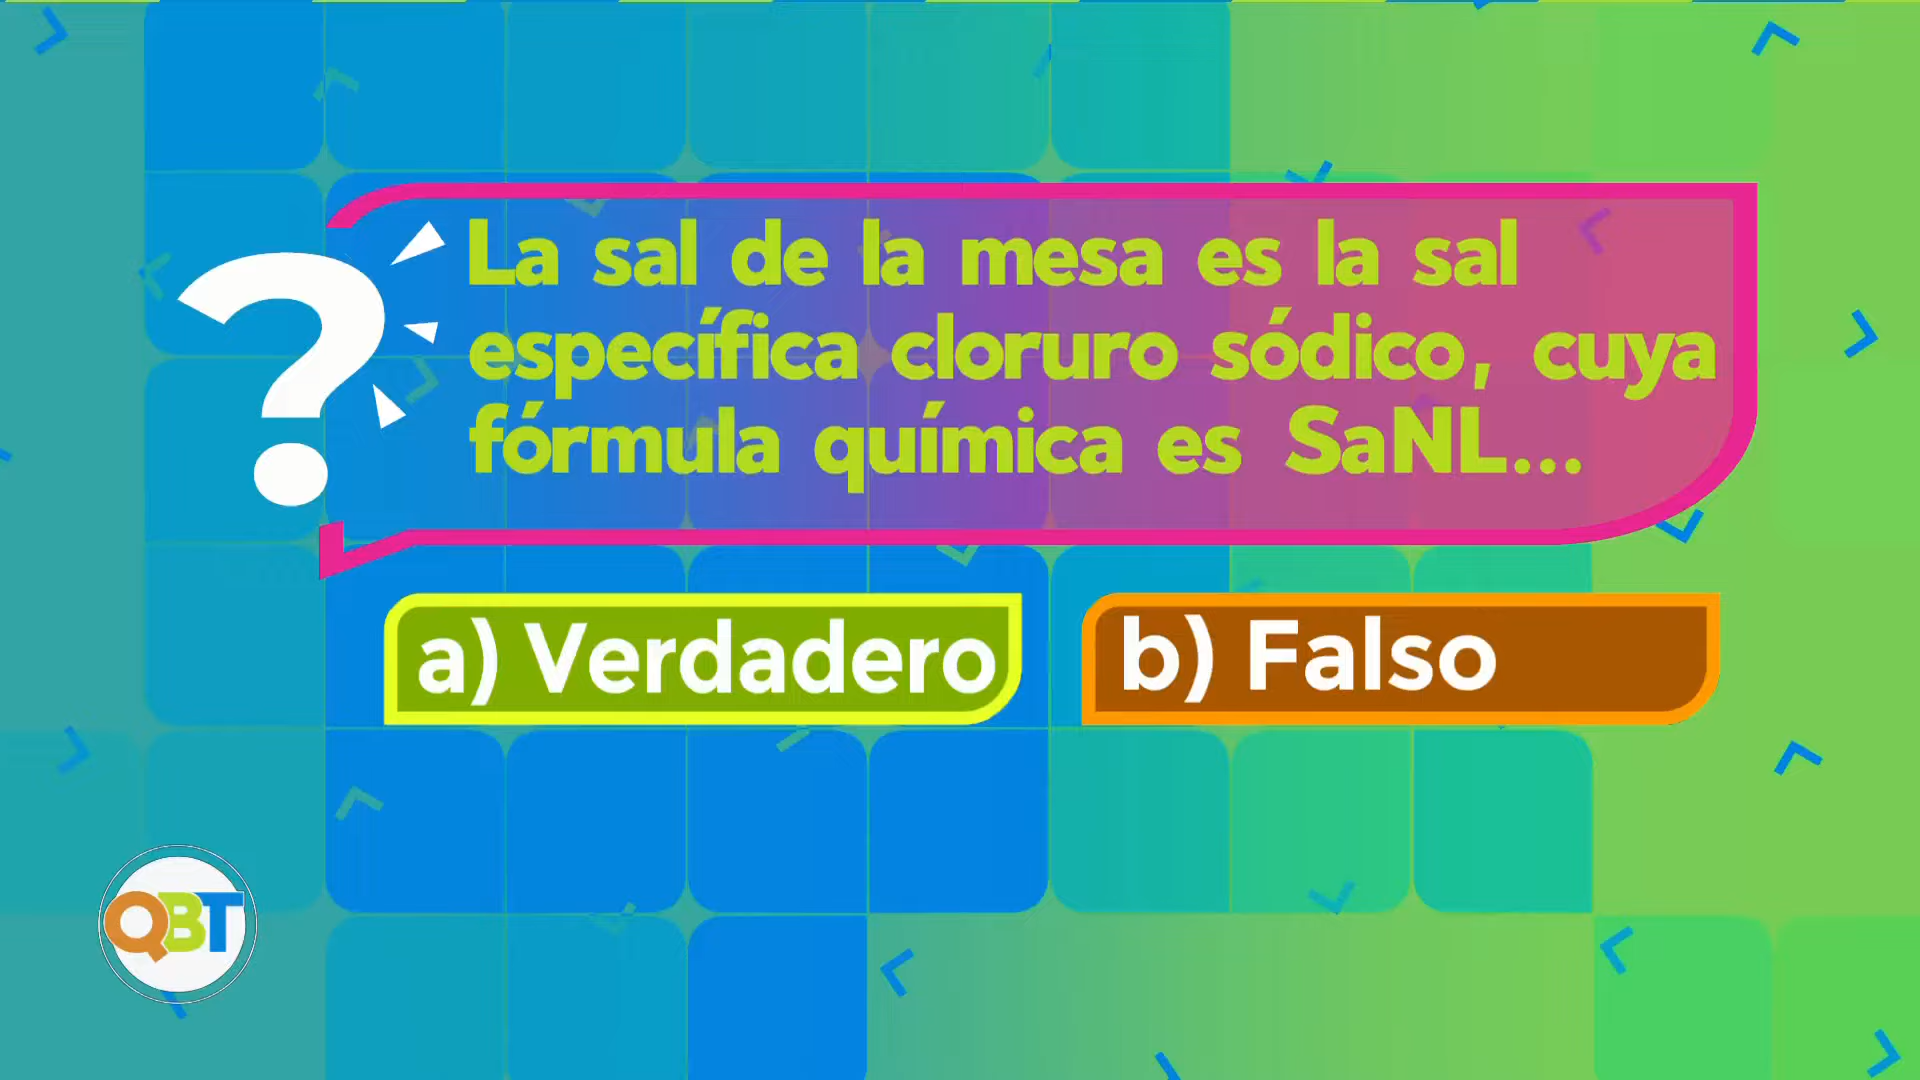 La sal de la mesa es la sal
específica cloruro sódico, cuya
fórmula química es SaNL...
a) Verdadero
b) Falso
QBT